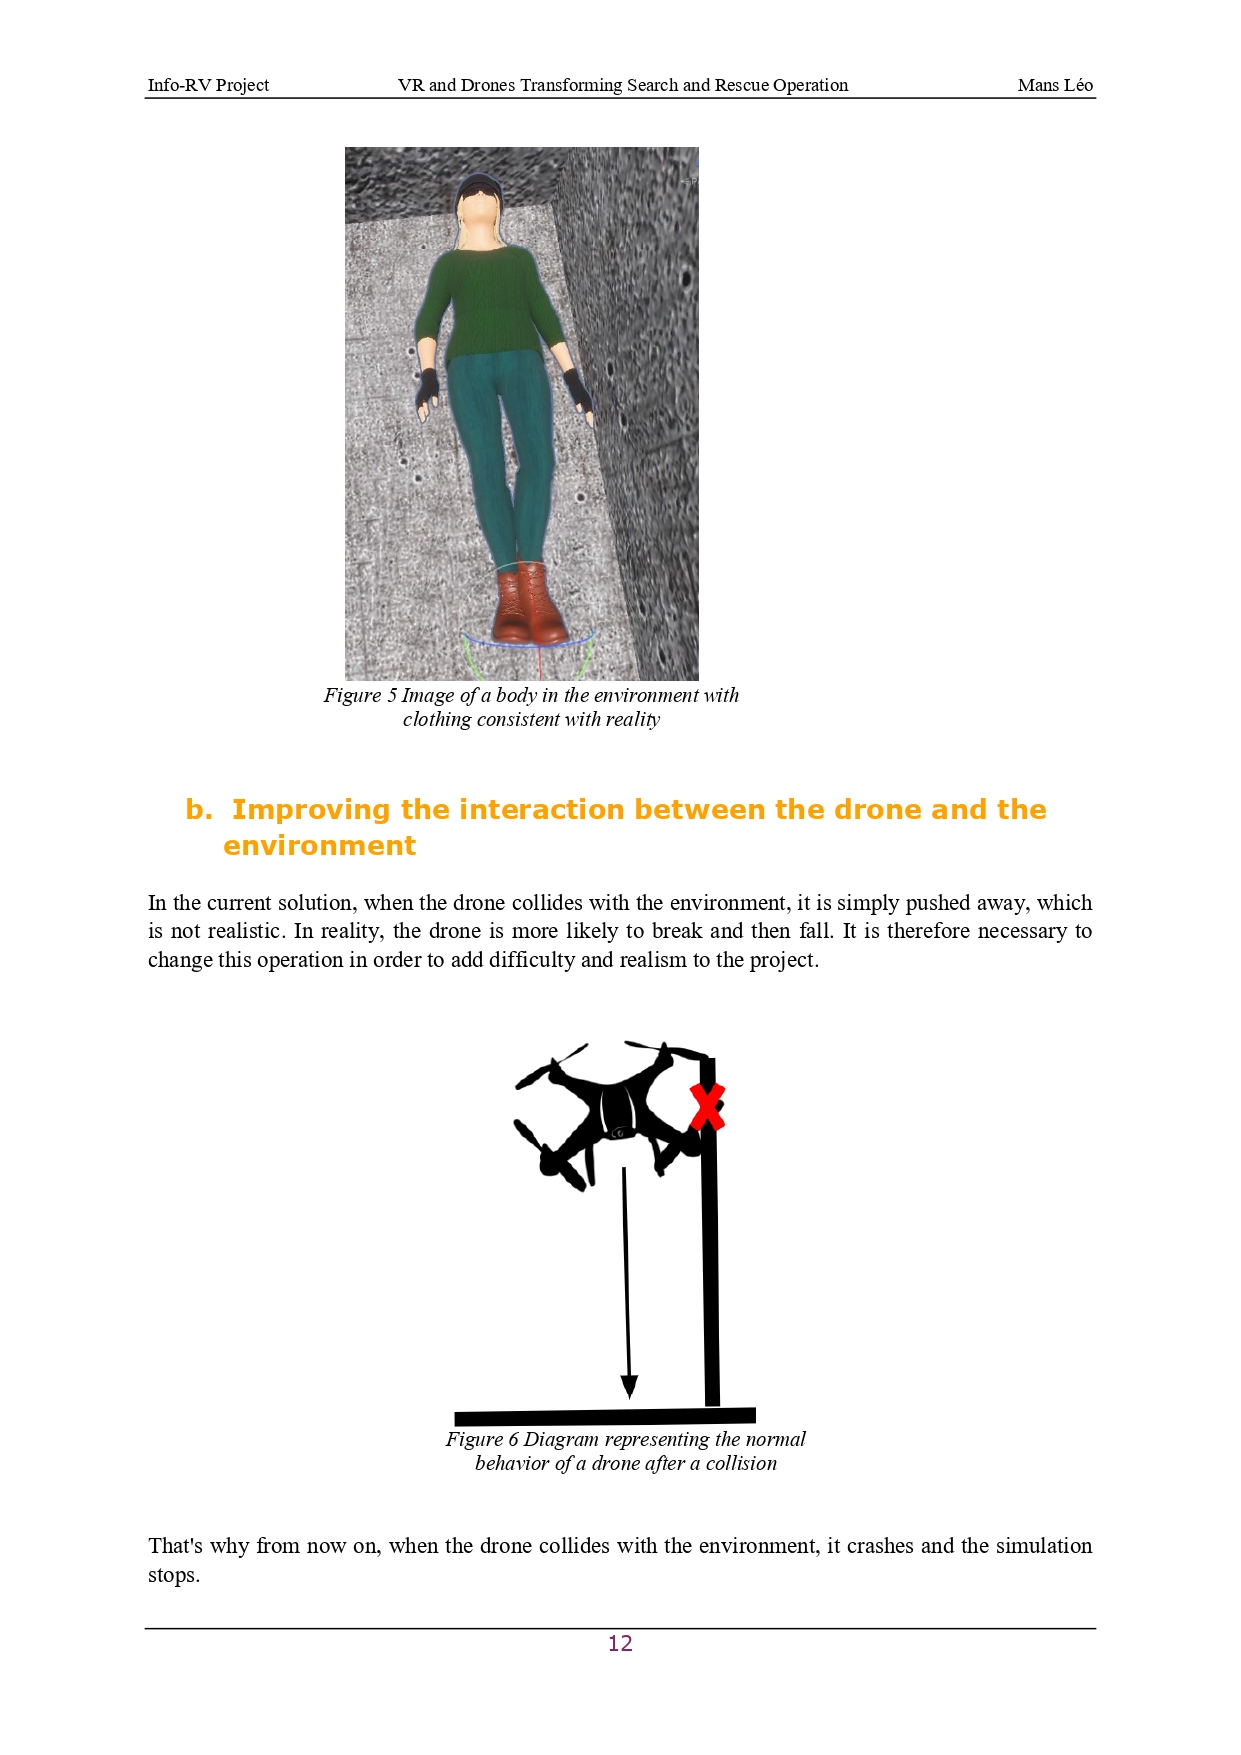 Info-RV Project VR and Drones Transforming Search and Rescue Operation Mans Léo
Figure 5 Image of a body in the environment with
clothing consistent with reality
b. Improving the interaction between the drone and the
environment
In the current solution, when the drone collides with the environment, it is simply pushed away, which
is not realistic. In reality, the drone is more likely to break and then fall. It is therefore necessary to
change this operation in order to add difficulty and realism to the project.
Figure 6 Diagram representing the normal
behavior of a drone after a collision
That's why from now on, when the drone collides with the environment, it crashes and the simulation
stops.
12